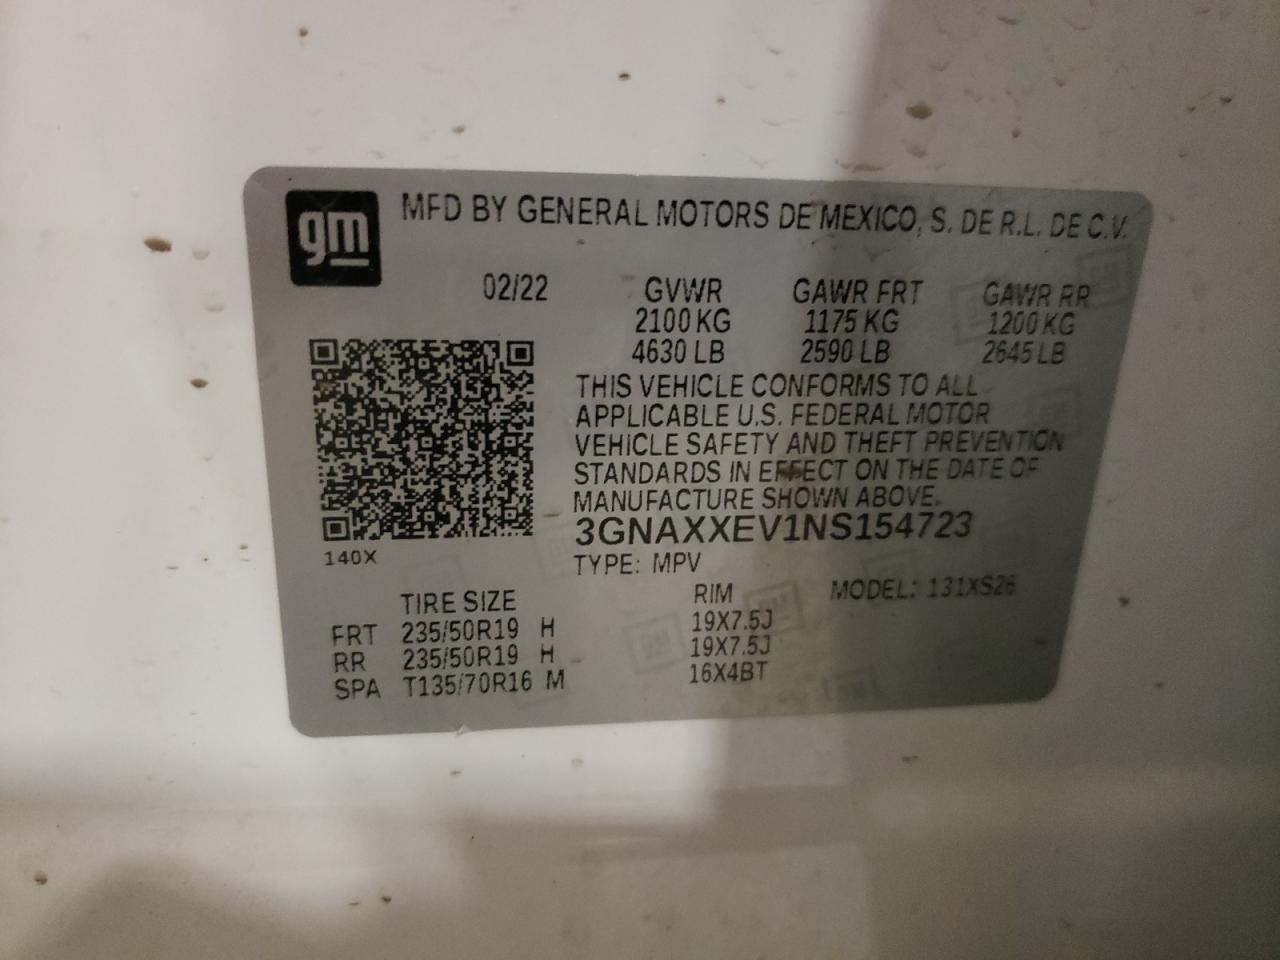 gm
MFD BY GENERAL MOTORS DE MEXICO, S. DE R.L. DE C.V.
02/22 GVWR GAWR FRT GAWR RR
2100 KG 1175 KG 1200 KG
4630 LB 2590 LB 2645 LB
THIS VEHICLE CONFORMS TO ALL
APPLICABLE U.S. FEDERAL MOTOR
VEHICLE SAFETY AND THEFT PREVENTION
STANDARDS IN EFFECT ON THE DATE OF
MANUFACTURE SHOWN ABOVE.
3GNAXXEV1NS154723
140X
TYPE: MPV
TIRE SIZE RIM MODEL: 131XS26
FRT 235/50R19 H 19X7.5J
RR 235/50R19 H 19X7.5J
SPA T135/70R16 M 16X4BT